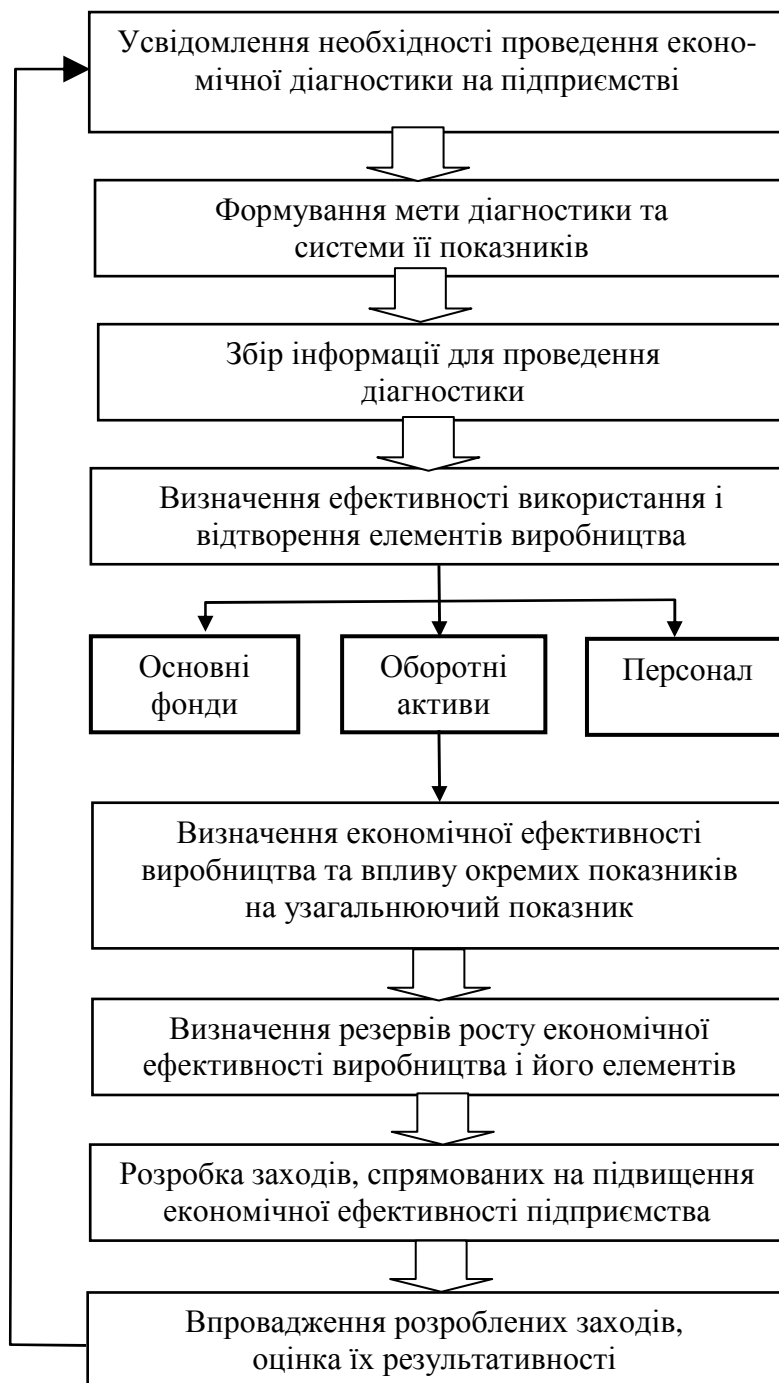 Усвідомлення необхідності проведення еконо-
мічної діагностики на підприємстві
Формування мети діагностики та
системи її показників
Збір інформації для проведення
діагностики
Визначення ефективності використання і
відтворення елементів виробництва
Основні
фонди
Оборотні
активи
Персонал
Визначення економічної ефективності
виробництва та впливу окремих показників
на узагальнюючий показник
Визначення резервів росту економічної
ефективності виробництва і його елементів
Розробка заходів, спрямованих на підвищення
економічної ефективності підприємства
Впровадження розроблених заходів,
оцінка їх результативності